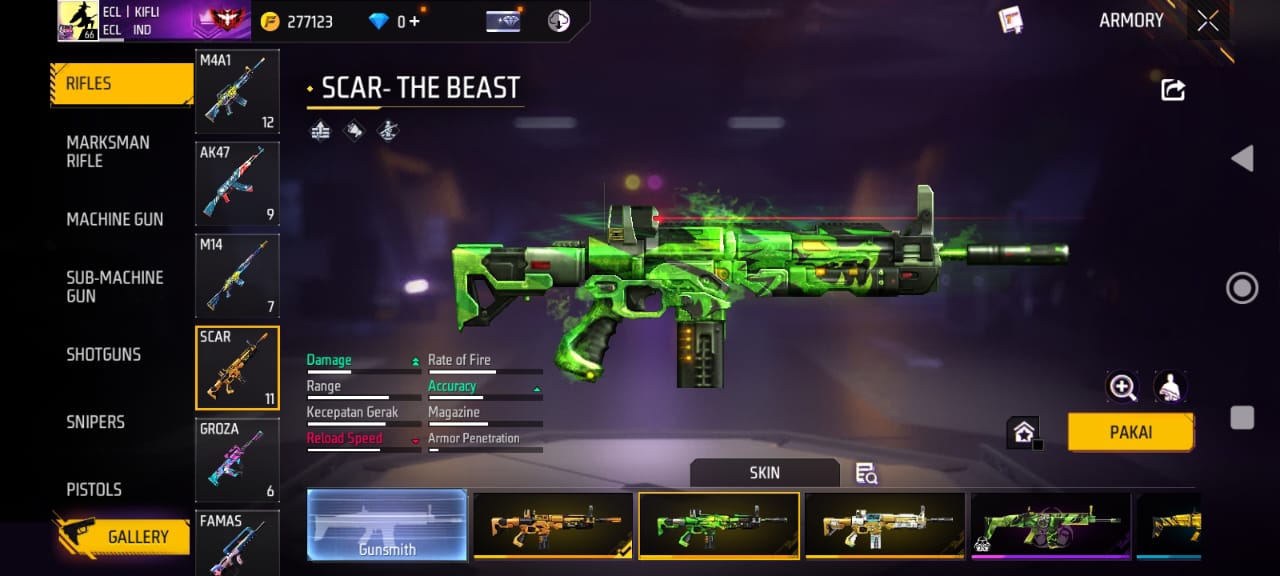 ECL | KIFLI
ECL IND
66
277123
0 +
ARMORY
RIFLES
MARKSMAN
RIFLE
MACHINE GUN
SUB-MACHINE
GUN
SHOTGUNS
SNIPERS
PISTOLS
GALLERY
M4A1
12
AK47
9
M14
7
SCAR
11
GROZA
6
FAMAS
SCAR- THE BEAST
Damage
Rate of Fire
Range
Accuracy
Kecepatan Gerak
Magazine
Reload Speed
Armor Penetration
PAKAI
SKIN
Gunsmith